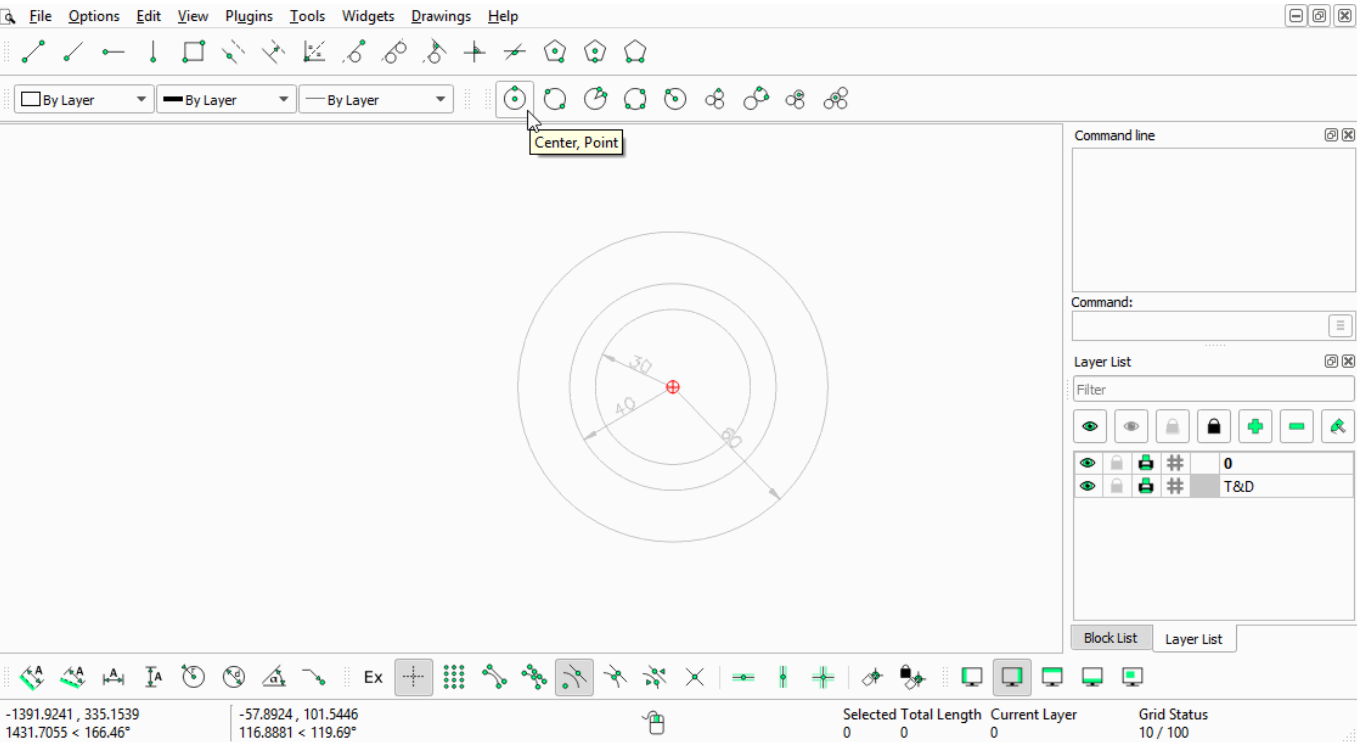 File Options Edit View Plugins Tools Widgets Drawings Help
By Layer By Layer By Layer
Center, Point
Command line
Command:
Layer List
Filter
0
T&D
30
40
60
Block List Layer List
A A A A r d α Ex
-1391.9241 , 335.1539 -57.8924 , 101.5446 Selected Total Length Current Layer Grid Status
1431.7055 < 166.46° 116.8881 < 119.69° 0 0 0 10 / 100